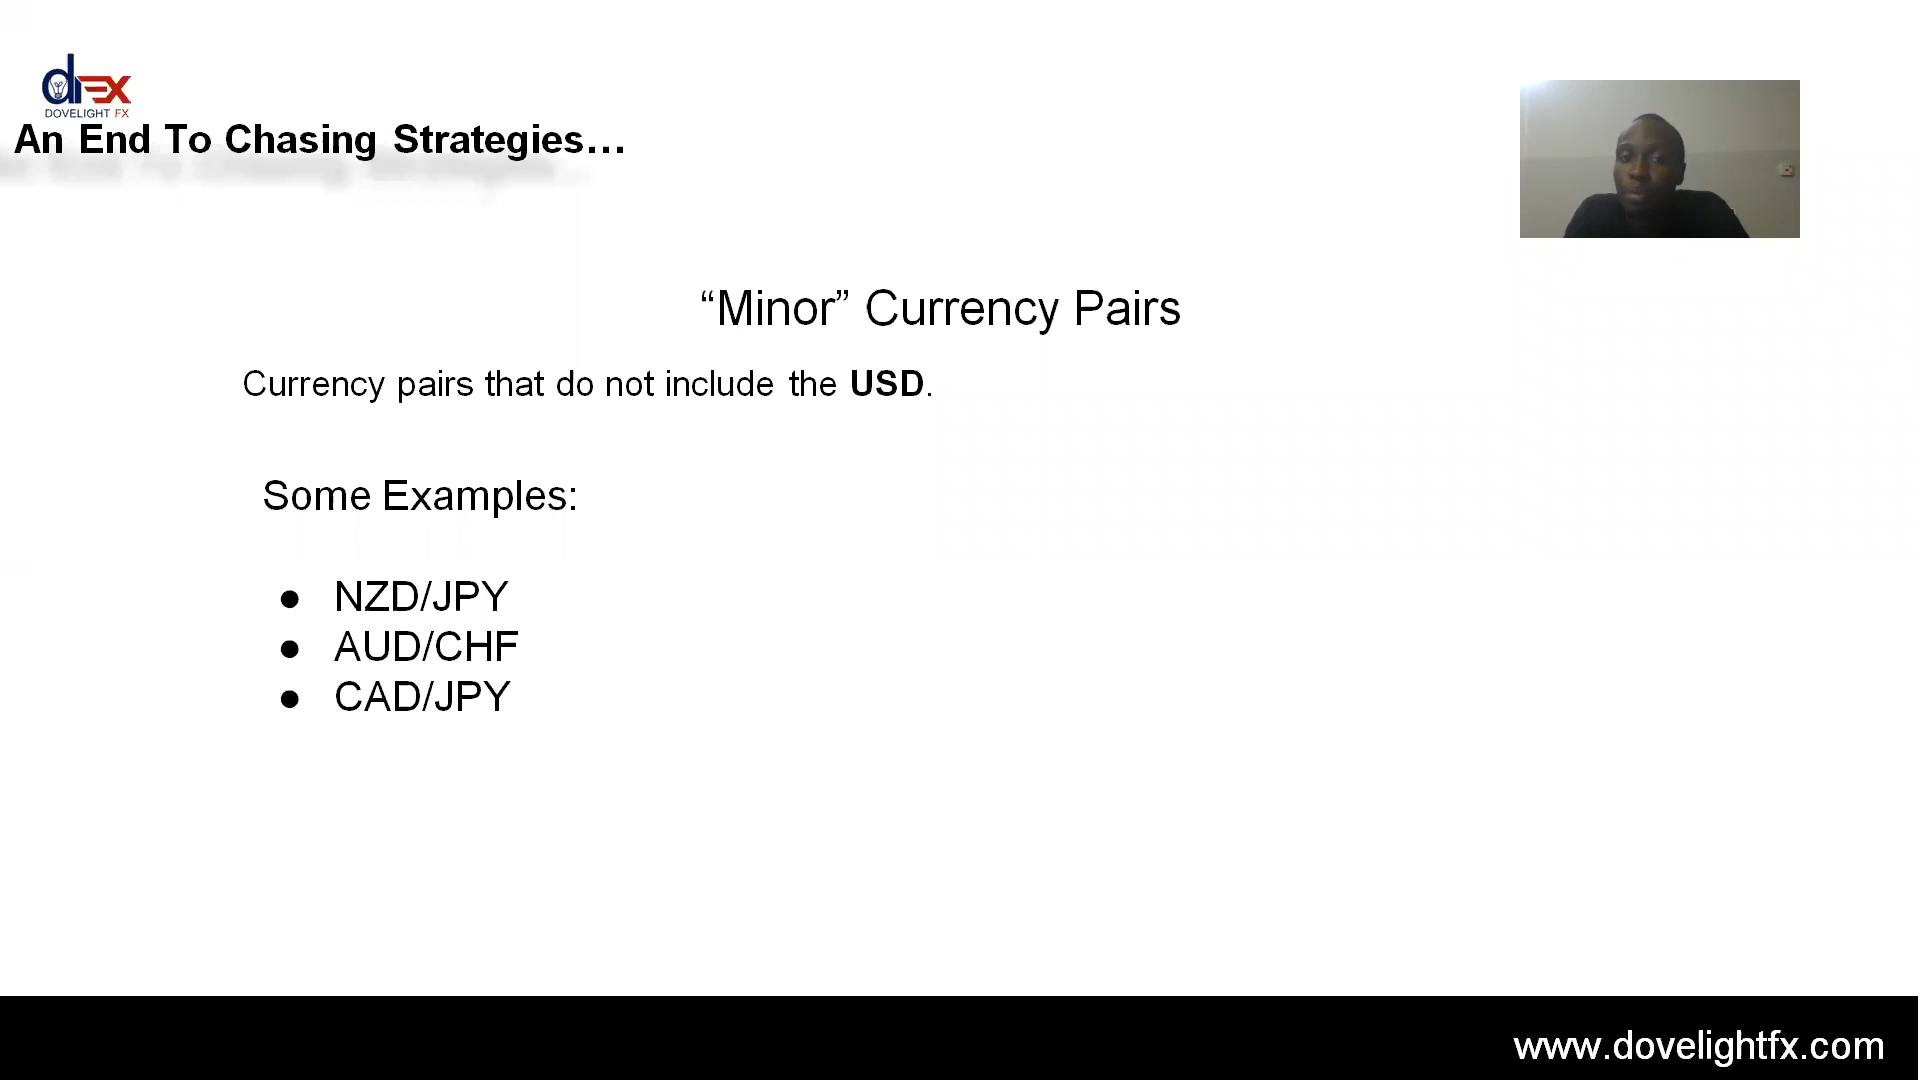 dFX
DOVELIGHT FX
An End To Chasing Strategies…
“Minor” Currency Pairs
Currency pairs that do not include the USD.
Some Examples:
● NZD/JPY
● AUD/CHF
● CAD/JPY
www.dovelightfx.com